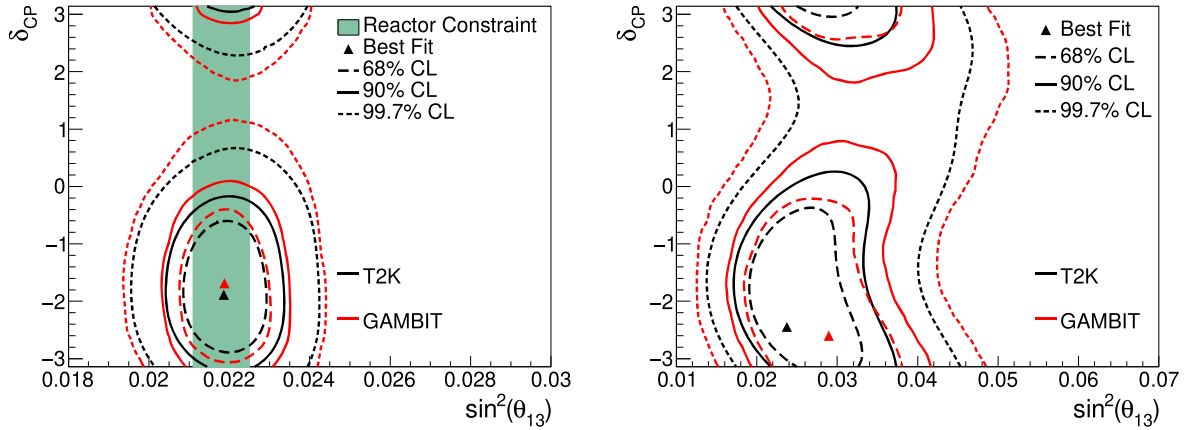 δCP
3
2
1
0
−1
−2
−3
0.018 0.02 0.022 0.024 0.026 0.028 0.03
sin²(θ₁₃)
Reactor Constraint
Best Fit
68% CL
90% CL
99.7% CL
T2K
GAMBIT
δCP
3
2
1
0
−1
−2
−3
0.01 0.02 0.03 0.04 0.05 0.06 0.07
sin²(θ₁₃)
Best Fit
68% CL
90% CL
99.7% CL
T2K
GAMBIT